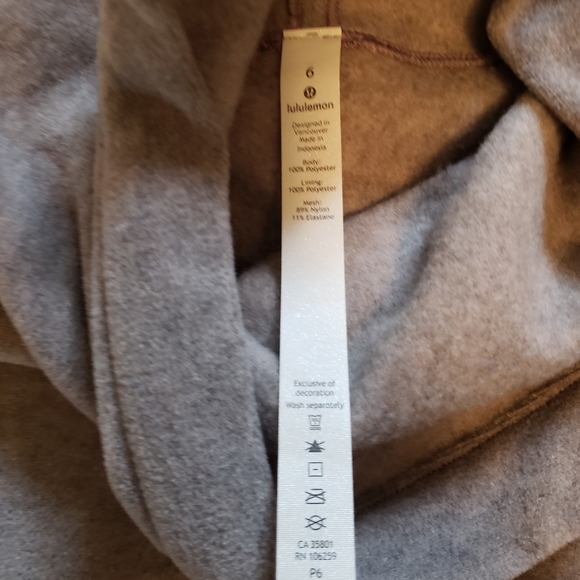 6
lululemon
Designed in
Vancouver
Made in
Indonesia
Body:
100% Polyester
Lining:
100% Polyester
Mesh:
89% Nylon
11% Elastane
Exclusive of
decoration
Wash separately
CA 35801
RN 106259
P6